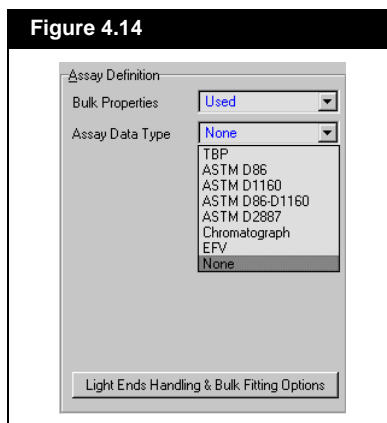 Figure 4.14
Assay Definition
Bulk Properties Used
Assay Data Type None
TBP
ASTM D86
ASTM D1160
ASTM D86-D1160
ASTM D2887
Chromatograph
EFV
None
Light Ends Handling & Bulk Fitting Options